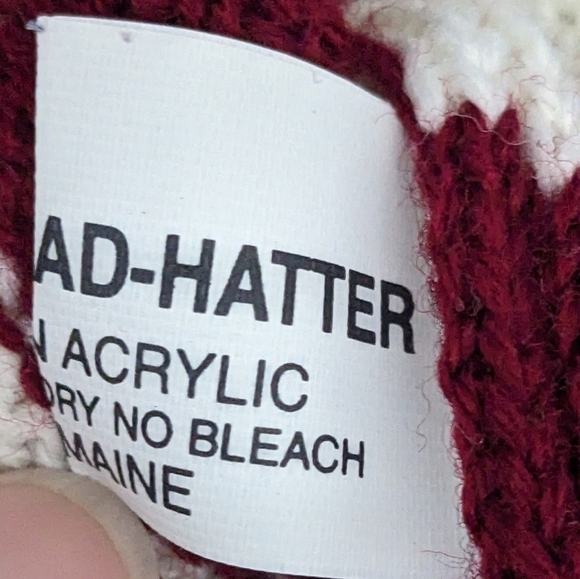 AD-HATTER
N ACRYLIC
DRY NO BLEACH
MAINE